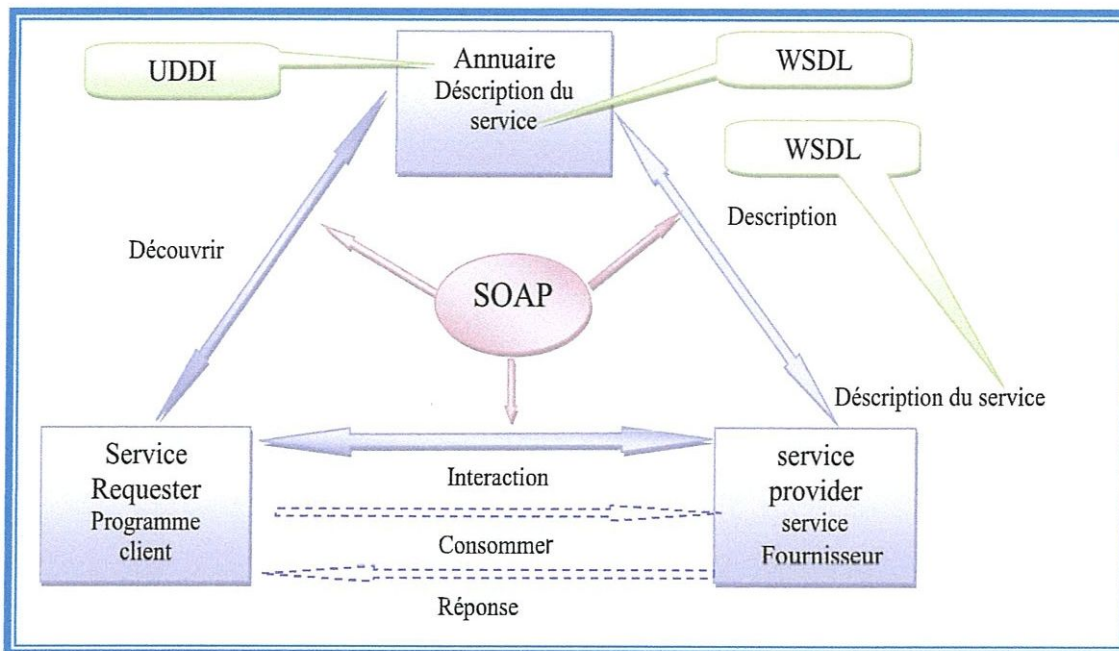 UDDI
Annuaire
Déscription du
service
WSDL
WSDL
Découvrir
Description
SOAP
Déscription du service
Service
Requester
Programme
client
Interaction
service
provider
service
Fournisseur
Consommer
Réponse